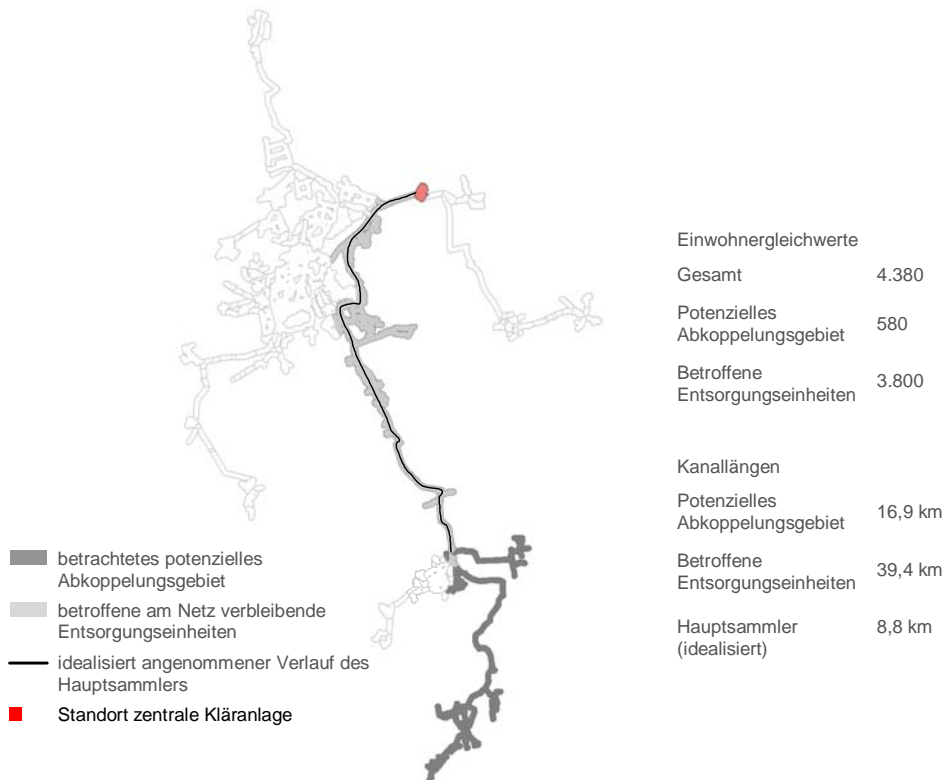 Einwohnergleichwerte
Gesamt 4.380
Potenzielles
Abkoppelungsgebiet 580
Betroffene
Entsorgungseinheiten 3.800
Kanallängen
Potenzielles
Abkoppelungsgebiet 16,9 km
Betroffene
Entsorgungseinheiten 39,4 km
Hauptsammler 8,8 km
(idealisiert)
betrachtetes potenzielles
Abkoppelungsgebiet
betroffene am Netz verbleibende
Entsorgungseinheiten
idealisiert angenommener Verlauf des
Hauptsammlers
Standort zentrale Kläranlage